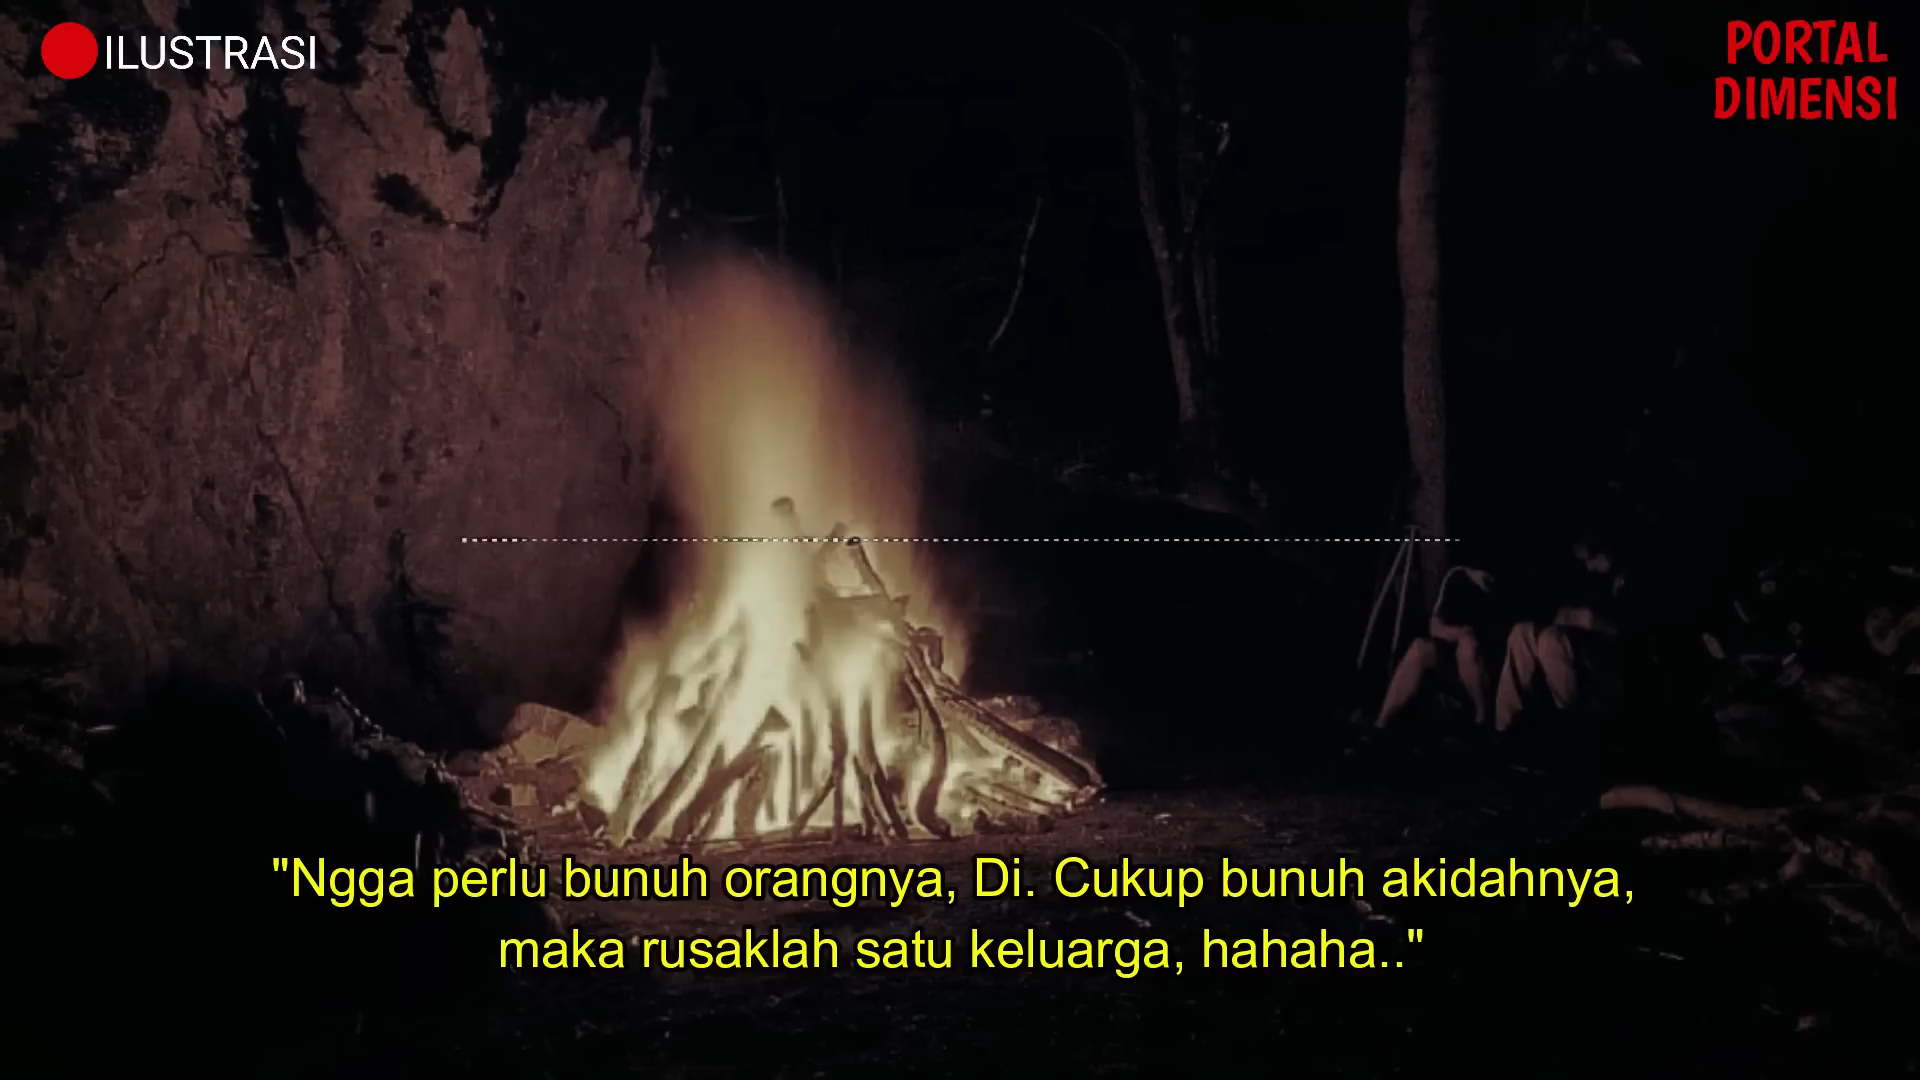 ILUSTRASI
PORTAL
DIMENSI
"Ngga perlu bunuh orangnya, Di. Cukup bunuh akidahnya,
maka rusaklah satu keluarga, hahaha.."